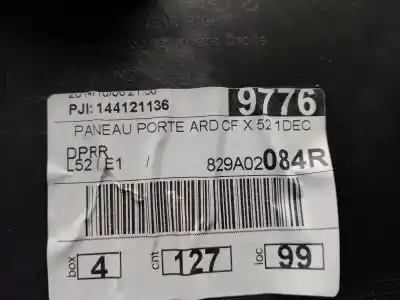 PJI: 144121136
9776
PANEAU PORTE ARD CF X 52 1DEC
DPRR
L52 / E1 / 829A02084R
box 4 cnt 127 loc 99